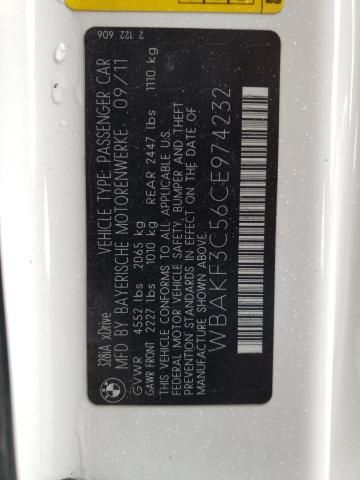 328iA xDrive
2 122 606
VEHICLE TYPE: PASSENGER CAR
MFD BY BAYERISCHE MOTORENWERKE 09/11
GVWR 4552 lbs 2065 kg
GAWR FRONT 2227 lbs 1010 kg REAR 2447 lbs 1110 kg
THIS VEHICLE CONFORMS TO ALL APPLICABLE U.S.
FEDERAL MOTOR VEHICLE SAFETY, BUMPER AND THEFT
PREVENTION STANDARDS IN EFFECT ON THE DATE OF
MANUFACTURE SHOWN ABOVE.
WBAKF3C56CE974232